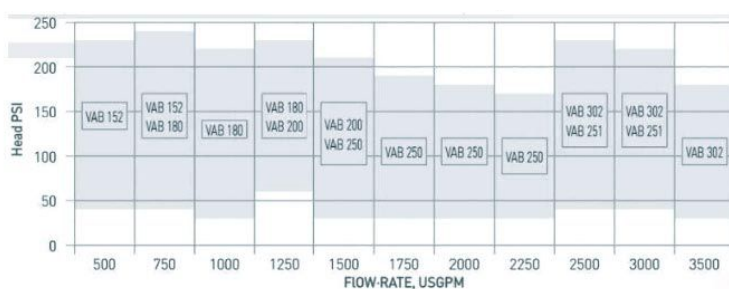 250
200
150
100
50
0
Head PSI
VAB 152
VAB 152
VAB 180
VAB 180
VAB 180
VAB 200
VAB 200
VAB 250
VAB 250
VAB 250
VAB 250
VAB 302
VAB 251
VAB 302
VAB 251
VAB 302
500 750 1000 1250 1500 1750 2000 2250 2500 3000 3500
FLOW-RATE, USGPM